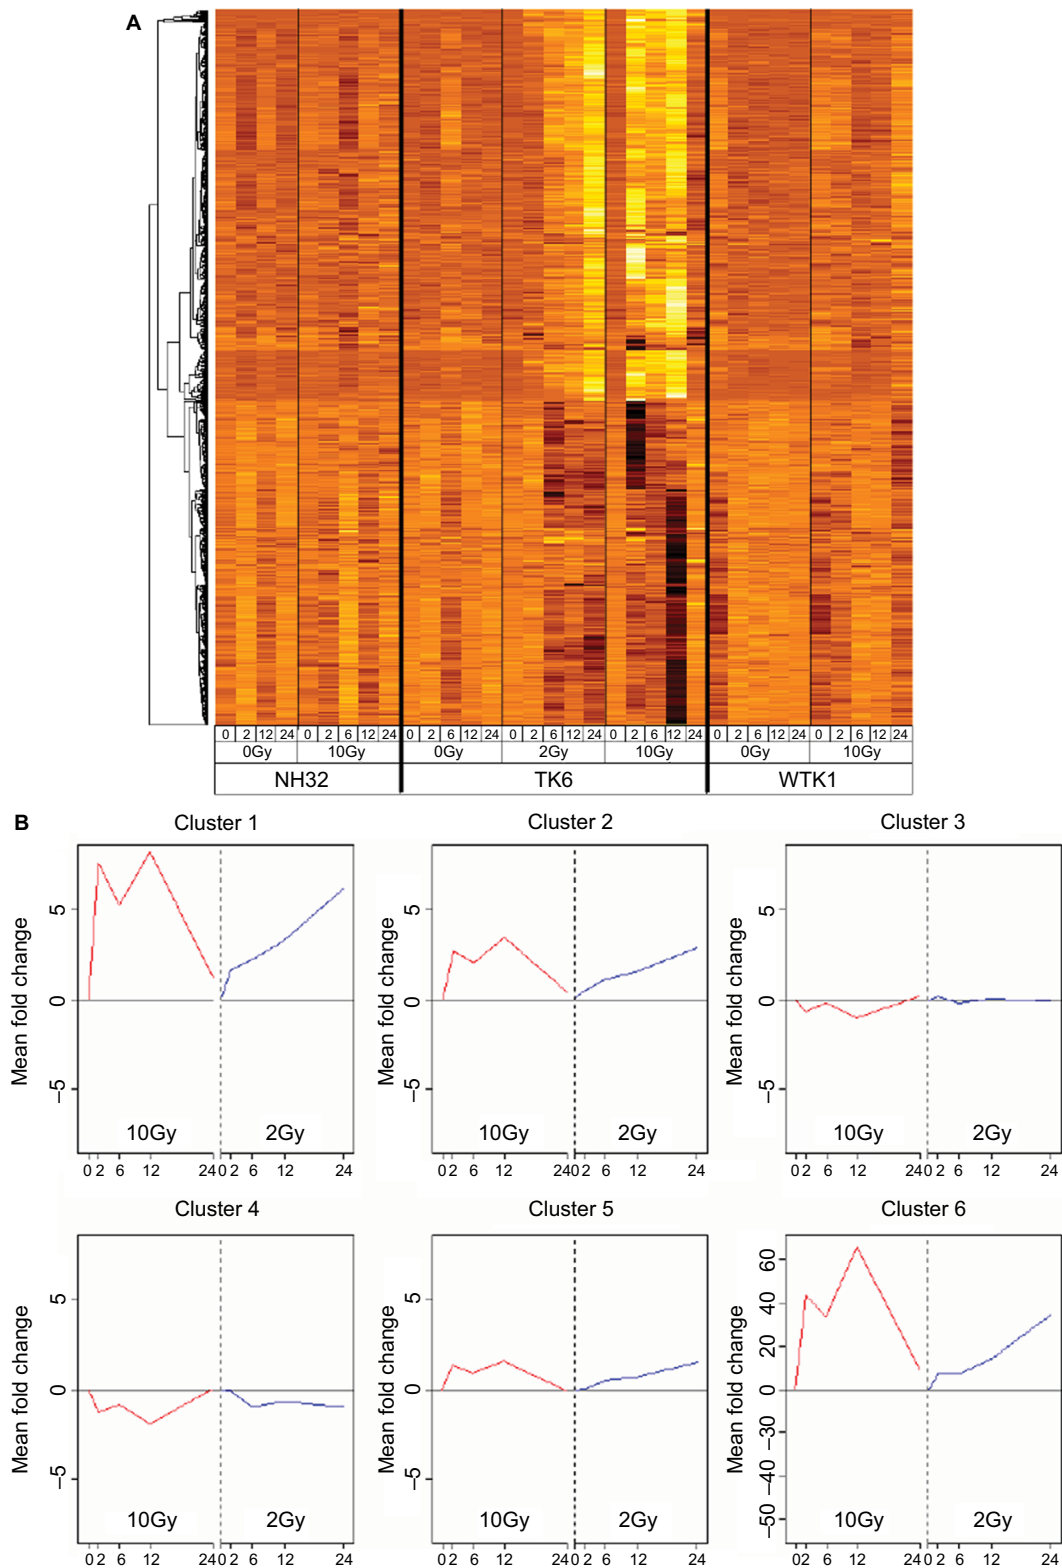 A
0 2 12 24 0 2 6 12 24 0 2 6 12 24 0 2 6 12 24 0 2 6 12 24 0 2 6 12 24 0 2 6 12 24
0Gy 10Gy 0Gy 2Gy 10Gy 0Gy 10Gy
NH32 TK6 WTK1
B
Cluster 1
Mean fold change
5
0
−5
10Gy 2Gy
0 2 6 12 24 0 2 6 12 24
Cluster 2
Mean fold change
5
0
−5
10Gy 2Gy
0 2 6 12 24 0 2 6 12 24
Cluster 3
Mean fold change
5
0
−5
10Gy 2Gy
0 2 6 12 24 0 2 6 12 24
Cluster 4
Mean fold change
5
0
−5
10Gy 2Gy
0 2 6 12 24 0 2 6 12 24
Cluster 5
Mean fold change
5
0
−5
10Gy 2Gy
0 2 6 12 24 0 2 6 12 24
Cluster 6
Mean fold change
60
40
20
0
−30
−40
−50
10Gy 2Gy
0 2 6 12 24 0 2 6 12 24